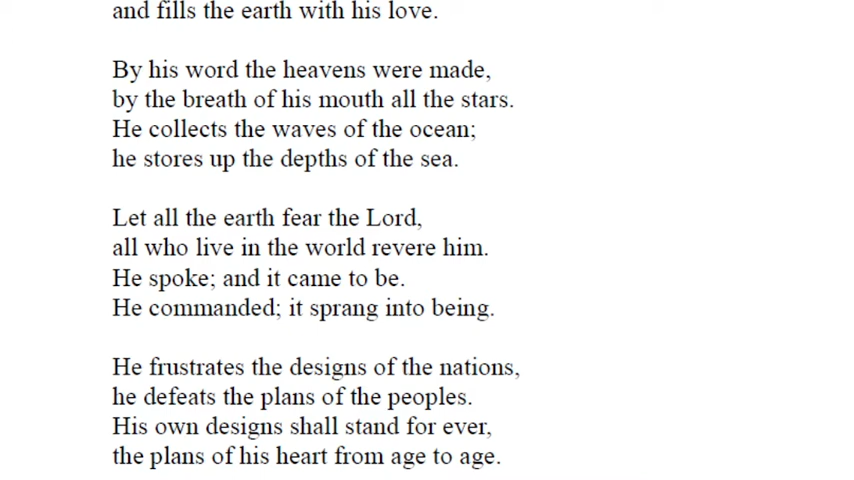 and fills the earth with his love.
By his word the heavens were made,
by the breath of his mouth all the stars.
He collects the waves of the ocean;
he stores up the depths of the sea.
Let all the earth fear the Lord,
all who live in the world revere him.
He spoke; and it came to be.
He commanded; it sprang into being.
He frustrates the designs of the nations,
he defeats the plans of the peoples.
His own designs shall stand for ever,
the plans of his heart from age to age.